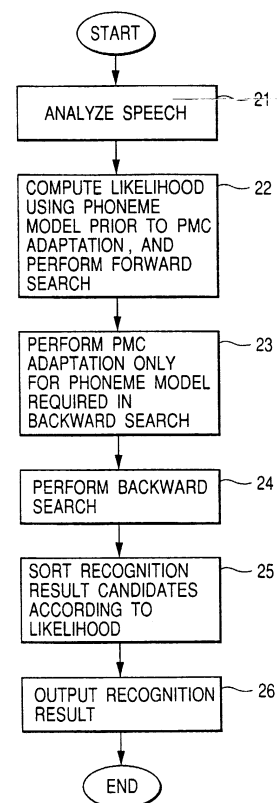 START
ANALYZE SPEECH
21
COMPUTE LIKELIHOOD
USING PHONEME
MODEL PRIOR TO PMC
ADAPTATION, AND
PERFORM FORWARD
SEARCH
22
PERFORM PMC
ADAPTATION ONLY
FOR PHONEME MODEL
REQUIRED IN
BACKWARD SEARCH
23
PERFORM BACKWARD
SEARCH
24
SORT RECOGNITION
RESULT CANDIDATES
ACCORDING TO
LIKELIHOOD
25
OUTPUT RECOGNITION
RESULT
26
END